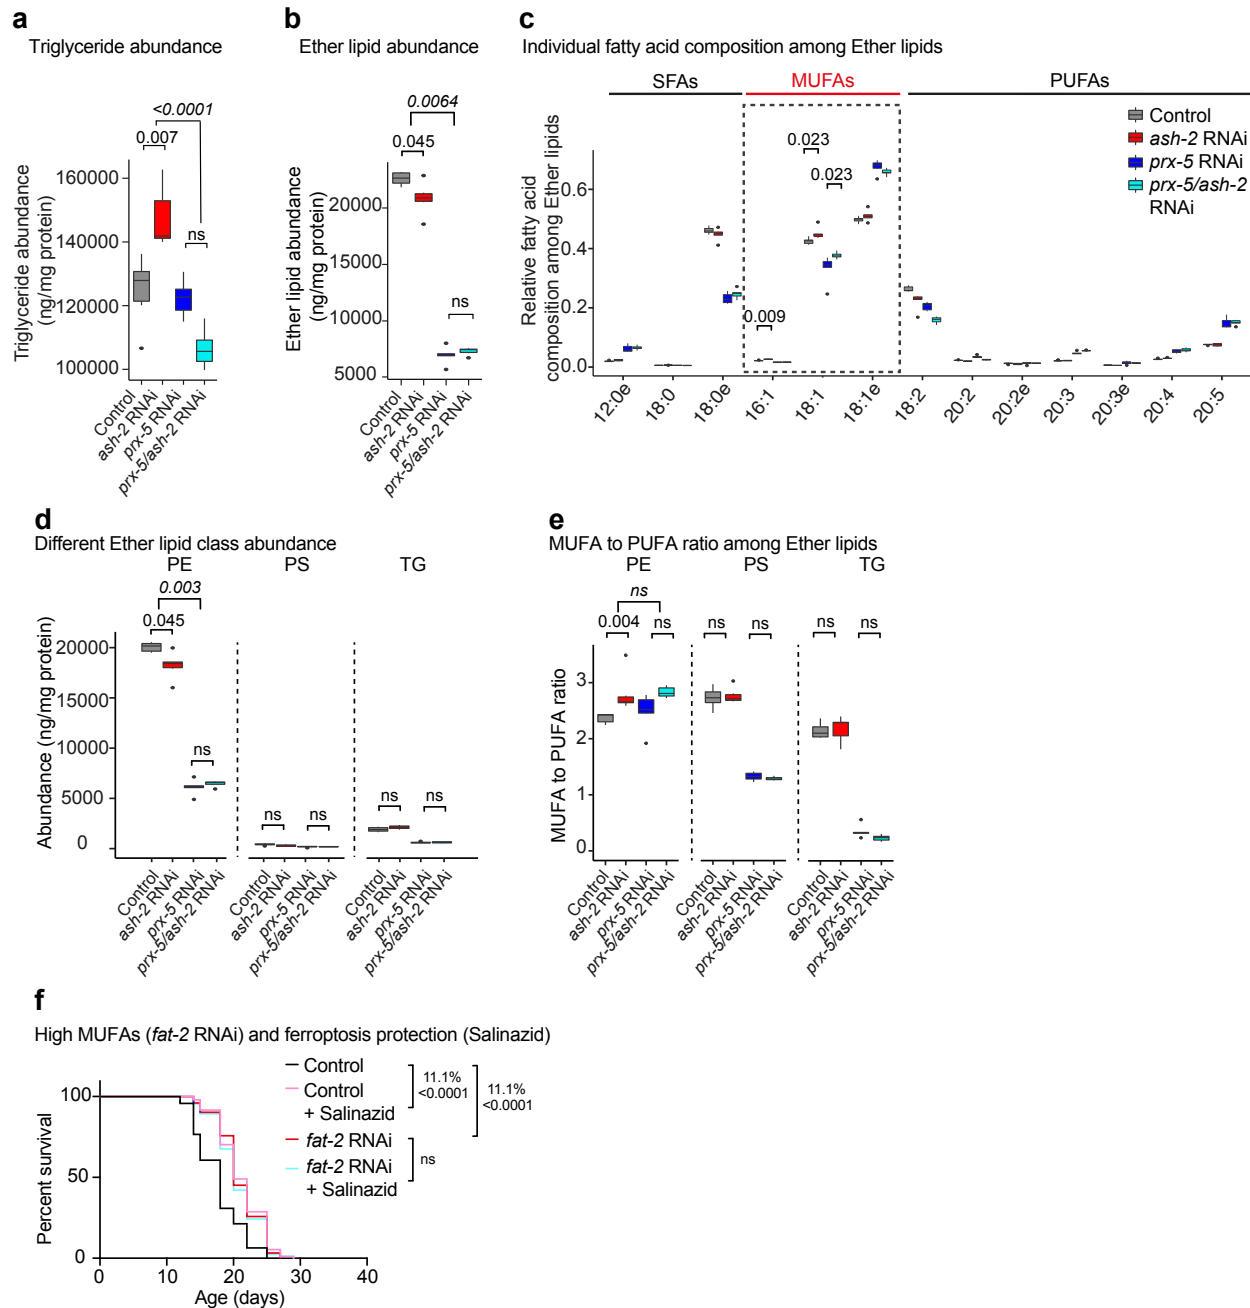 a
Triglyceride abundance
<0.0001
0.007
ns
160000
140000
120000
100000
Triglyceride abundance
(ng/mg protein)
Control
ash-2 RNAi
prx-5 RNAi
prx-5/ash-2 RNAi
b
Ether lipid abundance
0.0064
0.045
ns
22000
15000
10000
5000
Ether lipid abundance
(ng/mg protein)
Control
ash-2 RNAi
prx-5 RNAi
prx-5/ash-2 RNAi
c
Individual fatty acid composition among Ether lipids
SFAs
MUFAs
PUFAs
Control
ash-2 RNAi
prx-5 RNAi
prx-5/ash-2
RNAi
0.023
0.023
0.009
0.6
0.4
0.2
0.0
Relative fatty acid
composition among Ether lipids
12:0e
18:0
18:0e
16:1
18:1
18:1e
18:2
20:2
20:2e
20:3
20:3e
20:4
20:5
d
Different Ether lipid class abundance
PE
PS
TG
0.003
0.045
ns
ns
ns
ns
ns
20000
15000
10000
5000
0
Abundance (ng/mg protein)
Control
ash-2 RNAi
prx-5 RNAi
prx-5/ash-2 RNAi
Control
ash-2 RNAi
prx-5 RNAi
prx-5/ash-2 RNAi
Control
ash-2 RNAi
prx-5 RNAi
prx-5/ash-2 RNAi
e
MUFA to PUFA ratio among Ether lipids
PE
PS
TG
ns
0.004
ns
ns
ns
ns
ns
3
2
1
0
MUFA to PUFA ratio
Control
ash-2 RNAi
prx-5 RNAi
prx-5/ash-2 RNAi
Control
ash-2 RNAi
prx-5 RNAi
prx-5/ash-2 RNAi
Control
ash-2 RNAi
prx-5 RNAi
prx-5/ash-2 RNAi
f
High MUFAs (fat-2 RNAi) and ferroptosis protection (Salinazid)
Control
Control
+ Salinazid
fat-2 RNAi
fat-2 RNAi
+ Salinazid
11.1%
<0.0001
11.1%
<0.0001
ns
100
50
0
Percent survival
0
10
20
30
40
Age (days)